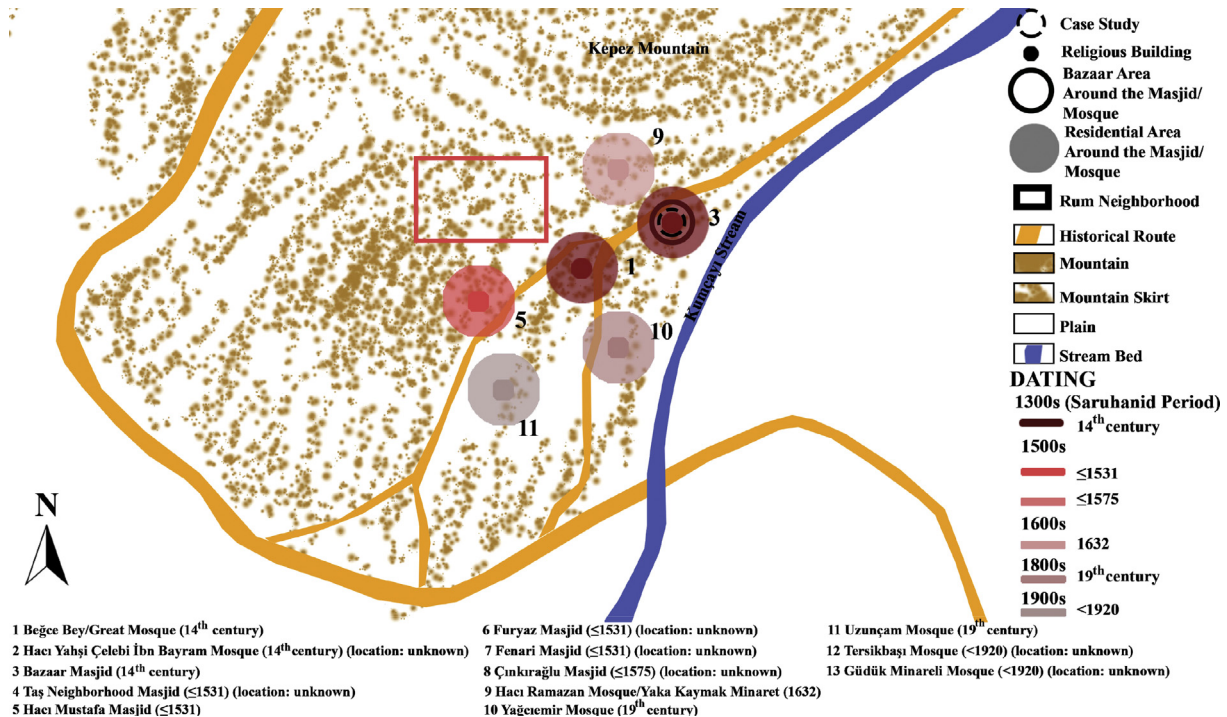 Kepez Mountain
9
3
1
5
10
11
Kumçayı Stream
N
Case Study
Religious Building
Bazaar Area
Around the Masjid/
Mosque
Residential Area
Around the Masjid/
Mosque
Rum Neighborhood
Historical Route
Mountain
Mountain Skirt
Plain
Stream Bed
DATING
1300s (Saruhanid Period)
14th century
1500s
≤1531
≤1575
1600s
1632
1800s
19th century
1900s
<1920
1 Beğce Bey/Great Mosque (14th century)
2 Hacı Yahşi Çelebi İbn Bayram Mosque (14th century) (location: unknown)
3 Bazaar Masjid (14th century)
4 Taş Neighborhood Masjid (≤1531) (location: unknown)
5 Hacı Mustafa Masjid (≤1531)
6 Furyaz Masjid (≤1531) (location: unknown)
7 Fenari Masjid (≤1531) (location: unknown)
8 Çınkırağlu Masjid (≤1575) (location: unknown)
9 Hacı Ramazan Mosque/Yaka Kaymak Minaret (1632)
10 Yağcıemir Mosque (19th century)
11 Uzunçam Mosque (19th century)
12 Tersikbaşı Mosque (<1920) (location: unknown)
13 Güdük Minareli Mosque (<1920) (location: unknown)